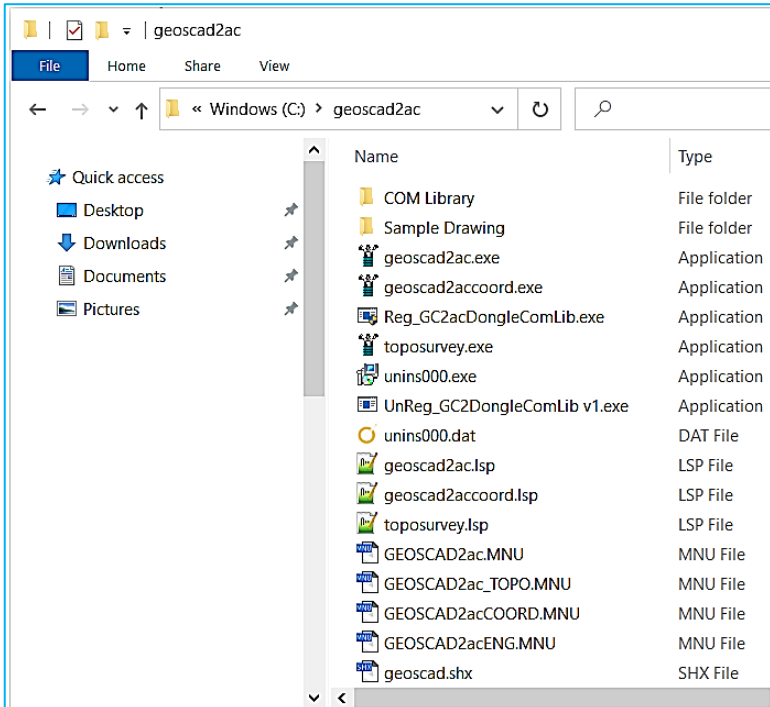 geoscad2ac
File Home Share View
« Windows (C:) > geoscad2ac
Name Type
Quick access
Desktop
Downloads
Documents
Pictures
COM Library File folder
Sample Drawing File folder
geoscad2ac.exe Application
geoscad2accoord.exe Application
Reg_GC2acDongleComLib.exe Application
toposurvey.exe Application
unins000.exe Application
UnReg_GC2DongleComLib v1.exe Application
unins000.dat DAT File
geoscad2ac.lsp LSP File
geoscad2accoord.lsp LSP File
toposurvey.lsp LSP File
GEOSCAD2ac.MNU MNU File
GEOSCAD2ac_TOPO.MNU MNU File
GEOSCAD2acCOORD.MNU MNU File
GEOSCAD2acENG.MNU MNU File
geoscad.shx SHX File